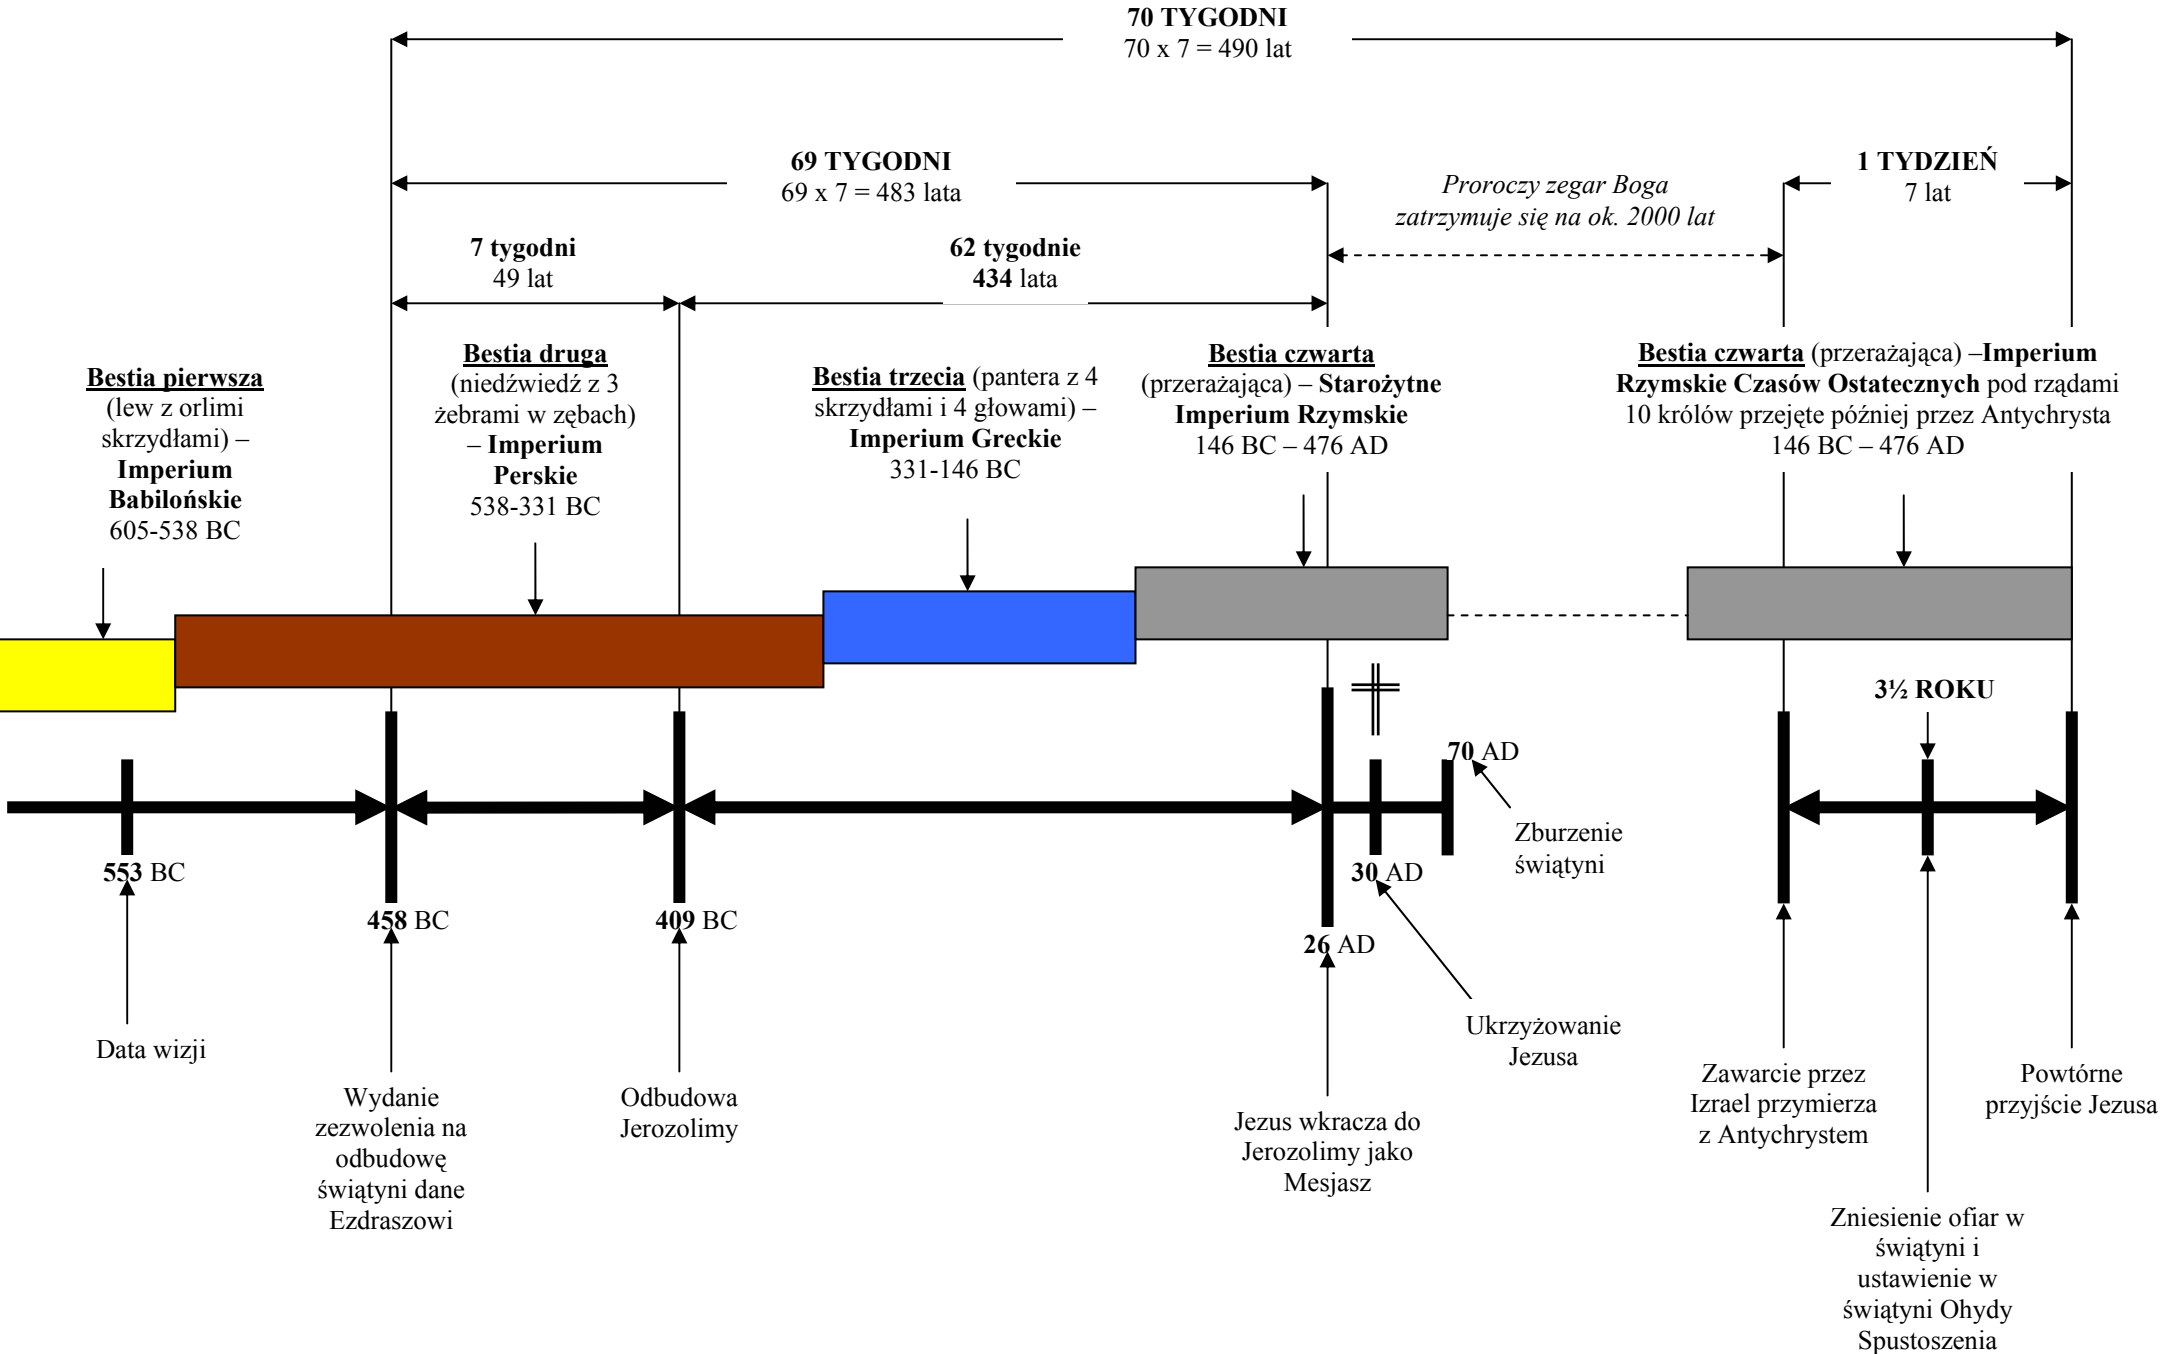 70 TYGODNI
70 x 7 = 490 lat
69 TYGODNI
69 x 7 = 483 lata
Proroczy zegar Boga
zatrzymuje się na ok. 2000 lat
1 TYDZIEŃ
7 lat
7 tygodni
49 lat
62 tygodnie
434 lata
Bestia pierwsza
(lew z orlimi
skrzydłami) –
Imperium
Babilońskie
605-538 BC
Bestia druga
(niedźwiedź z 3
żebrami w zębach)
– Imperium
Perskie
538-331 BC
Bestia trzecia (pantera z 4
skrzydłami i 4 głowami) –
Imperium Greckie
331-146 BC
Bestia czwarta
(przerażająca) – Starożytne
Imperium Rzymskie
146 BC – 476 AD
Bestia czwarta (przerażająca) –Imperium
Rzymskie Czasów Ostatecznych pod rządami
10 królów przejęte później przez Antychrysta
146 BC – 476 AD
3½ ROKU
70 AD
Zburzenie
świątyni
553 BC
30 AD
458 BC
409 BC
26 AD
Data wizji
Ukrzyżowanie
Jezusa
Wydanie
zezwolenia na
odbudowę
świątyni dane
Ezdraszowi
Odbudowa
Jerozolimy
Jezus wkracza do
Jerozolimy jako
Mesjasz
Zawarcie przez
Izrael przymierza
z Antychrystem
Powtórne
przyjście Jezusa
Zniesienie ofiar w
świątyni i
ustawienie w
świątyni Ohydy
Spustoszenia